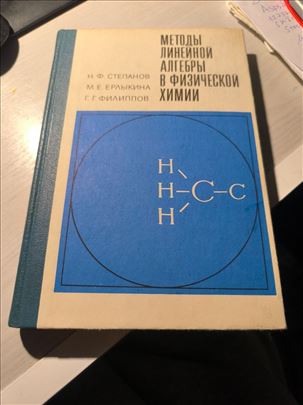 Н. Ф. СТЕПАНОВ
М. Е. ЕРЛЫКИНА
Г. Г. ФИЛИППОВ
МЕТОДЫ
ЛИНЕЙНОЙ
АЛГЕБРЫ
В ФИЗИЧЕСКОЙ
ХИМИИ
H
H–C–C
H